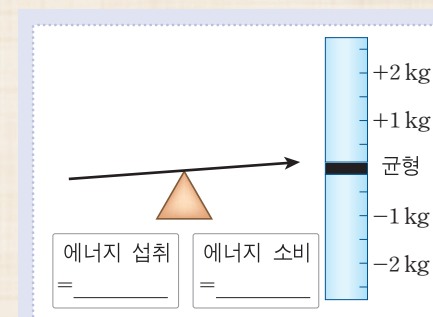 +2 kg
+1 kg
균형
−1 kg
−2 kg
에너지 섭취
=
에너지 소비
=